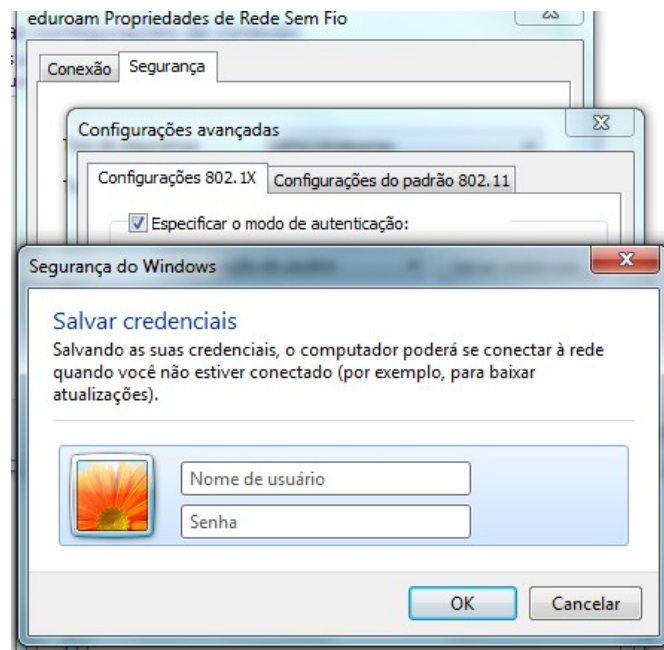 eduroam Propriedades de Rede Sem Fio
Conexão Segurança
Configurações avançadas
Configurações 802.1X Configurações do padrão 802.11
Especificar o modo de autenticação:
Segurança do Windows
Salvar credenciais
Salvando as suas credenciais, o computador poderá se conectar à rede
quando você não estiver conectado (por exemplo, para baixar
atualizações).
Nome de usuário
Senha
OK Cancelar